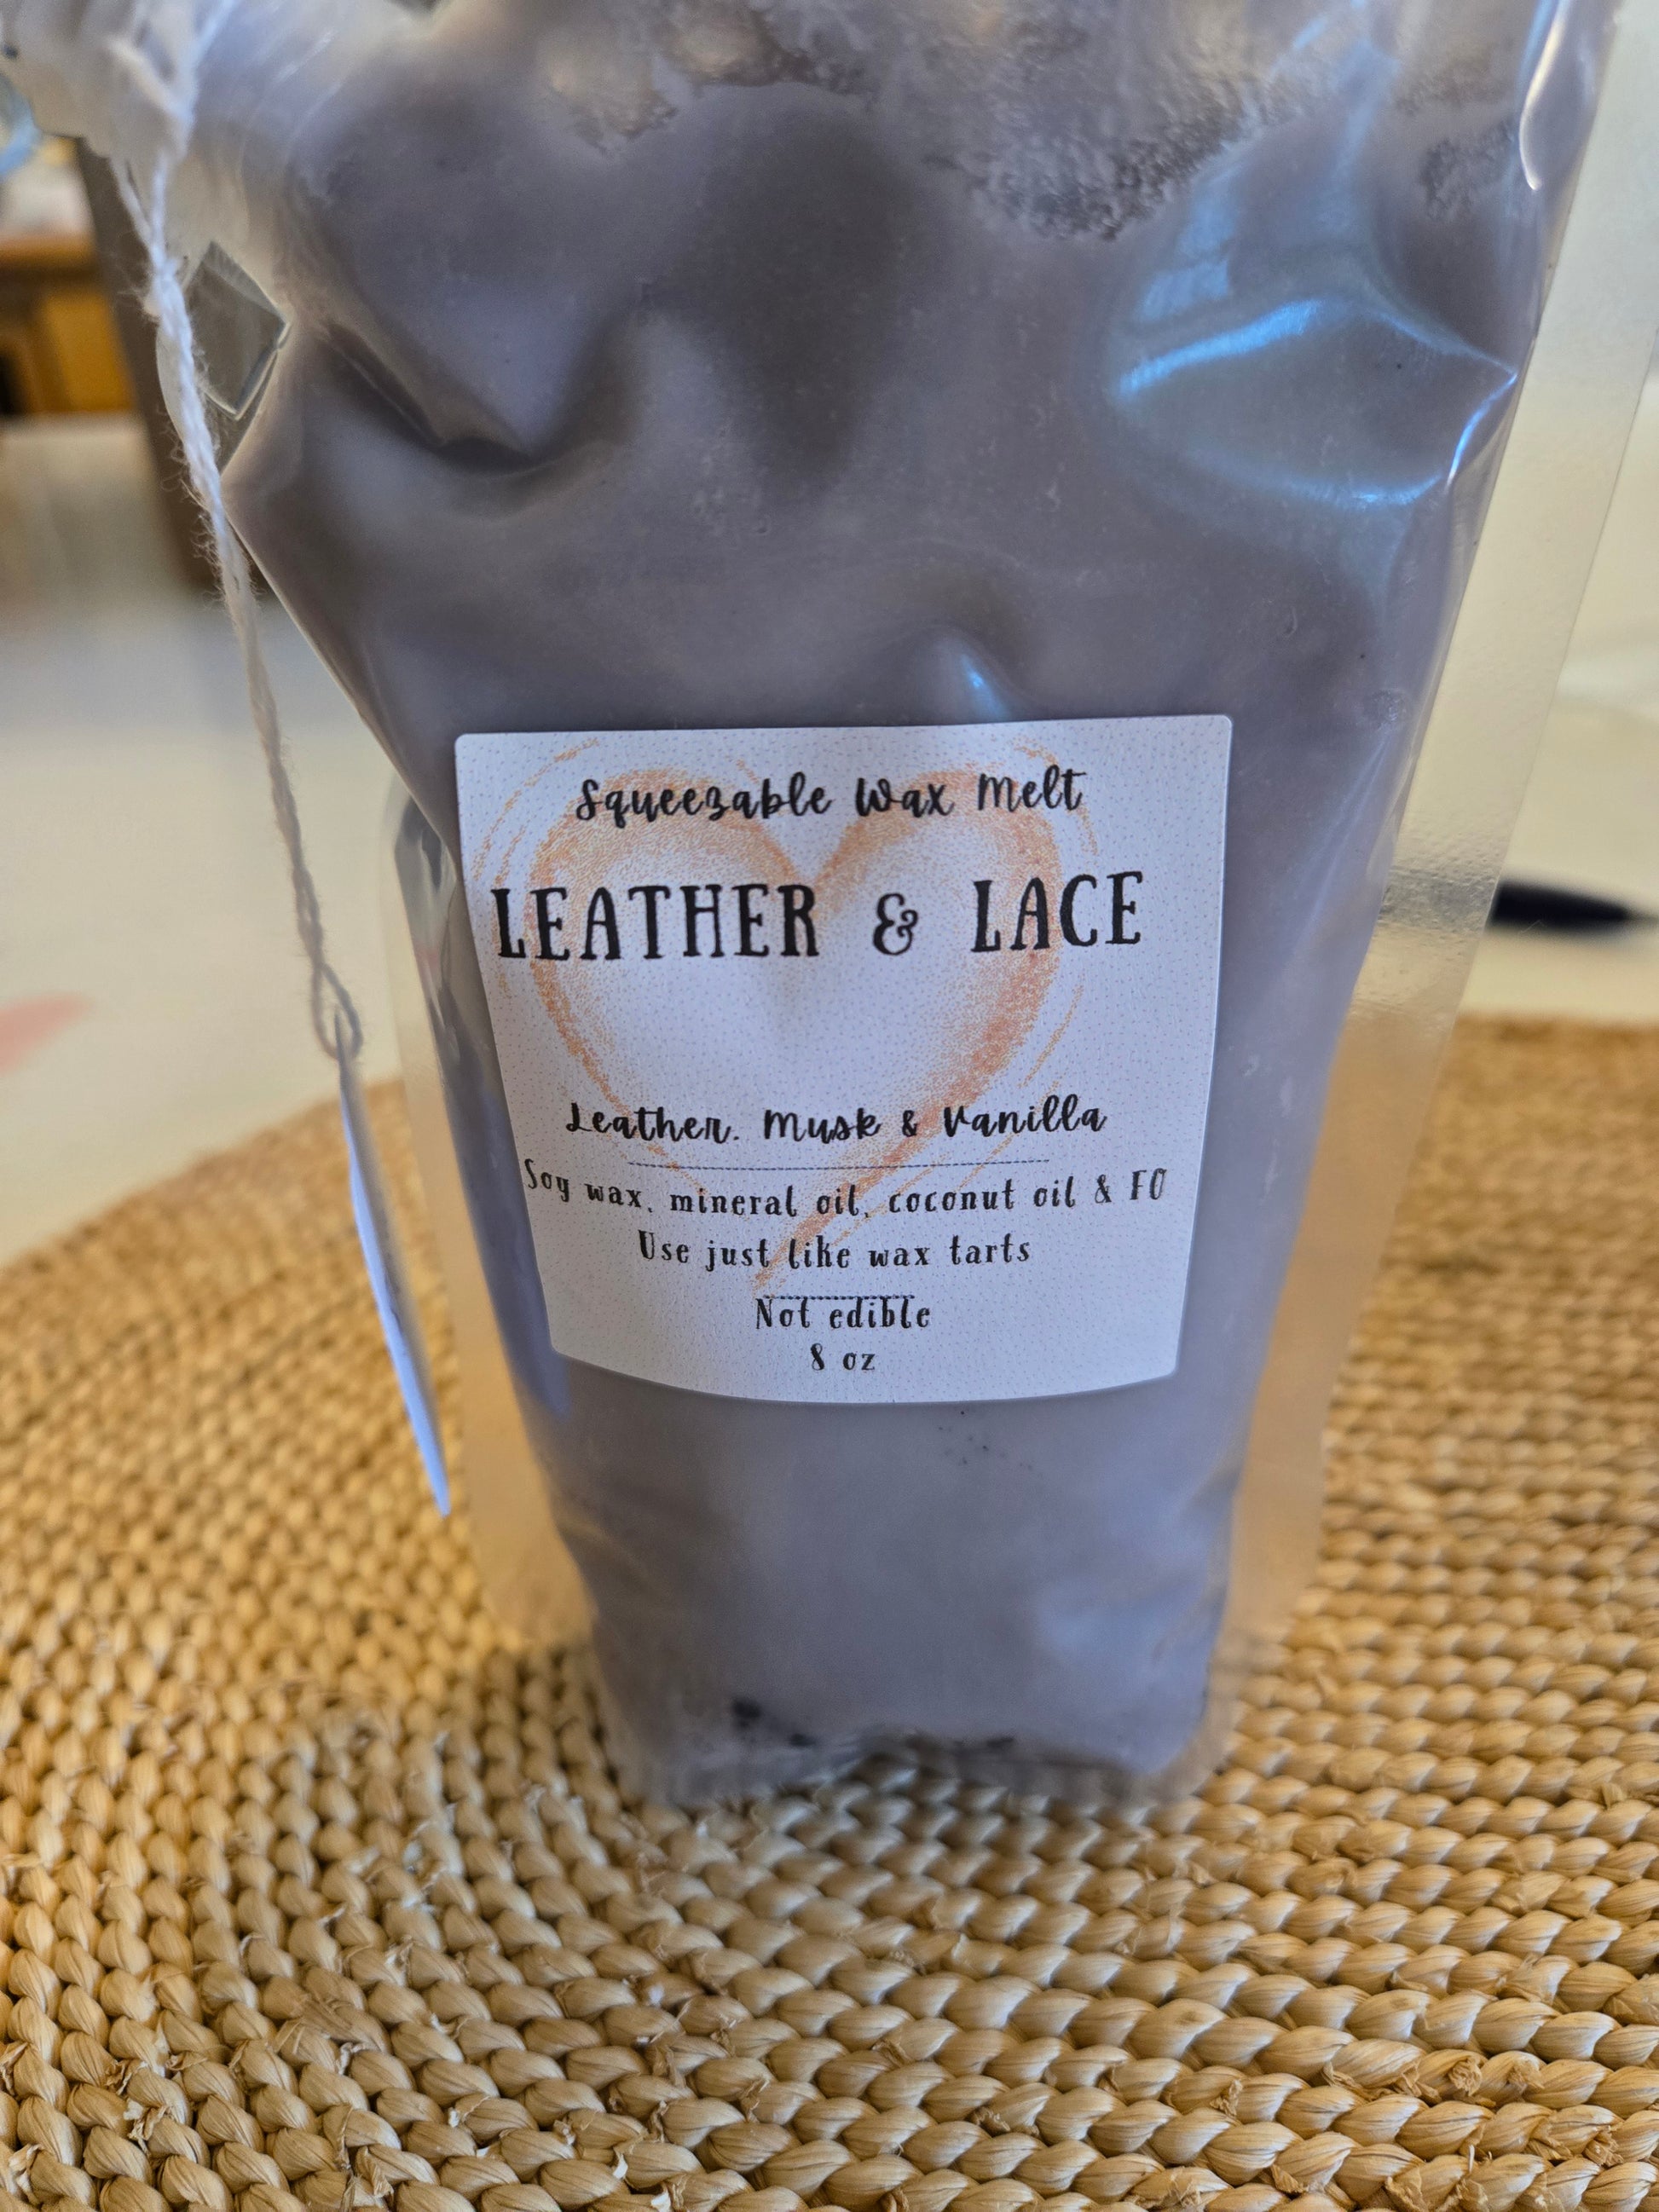 Squeezable Wax Melt
LEATHER & LACE
Leather. Musk & Vanilla
Soy wax, mineral oil, coconut oil & FO
Use just like wax tarts
Not edible
8 oz